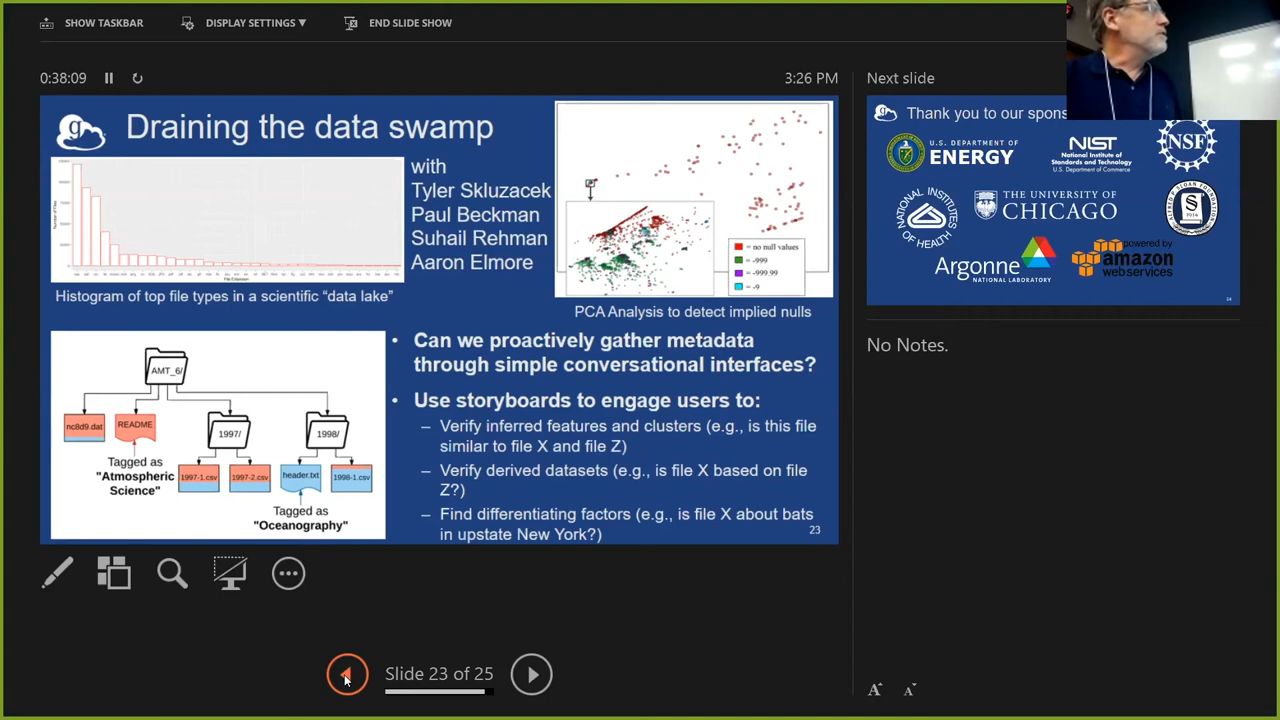 SHOW TASKBAR
DISPLAY SETTINGS ▼
END SLIDE SHOW
0:38:09
3:26 PM
Next slide
g
Draining the data swamp
with
Tyler Skluzacek
Paul Beckman
Suhail Rehman
Aaron Elmore
Histogram of top file types in a scientific “data lake”
= no null values
= -999
= -999.99
= -9
PCA Analysis to detect implied nulls
AMT_6/
nc8d9.dat
README
1997/
1998/
Tagged as
"Atmospheric
Science"
1997-1.csv
1997-2.csv
header.txt
1998-1.csv
Tagged as
"Oceanography"
• Can we proactively gather metadata
through simple conversational interfaces?
• Use storyboards to engage users to:
– Verify inferred features and clusters (e.g., is this file
similar to file X and file Z)
– Verify derived datasets (e.g., is file X based on file
Z?)
– Find differentiating factors (e.g., is file X about bats
in upstate New York?)
23
Slide 23 of 25
g
Thank you to our spons
U.S. DEPARTMENT OF
ENERGY
NIST
National Institute of
Standards and Technology
U.S. Department of Commerce
NSF
NATIONAL INSTITUTES
OF HEALTH
THE UNIVERSITY OF
CHICAGO
S
1934
Argonne
NATIONAL LABORATORY
powered by
amazon
web services
No Notes.
A
A